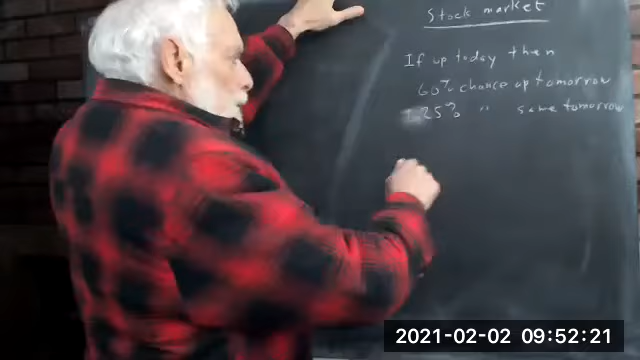 Stock market
If up today then
60% chance up tomorrow
25% " same tomorrow
2021-02-02 09:52:21